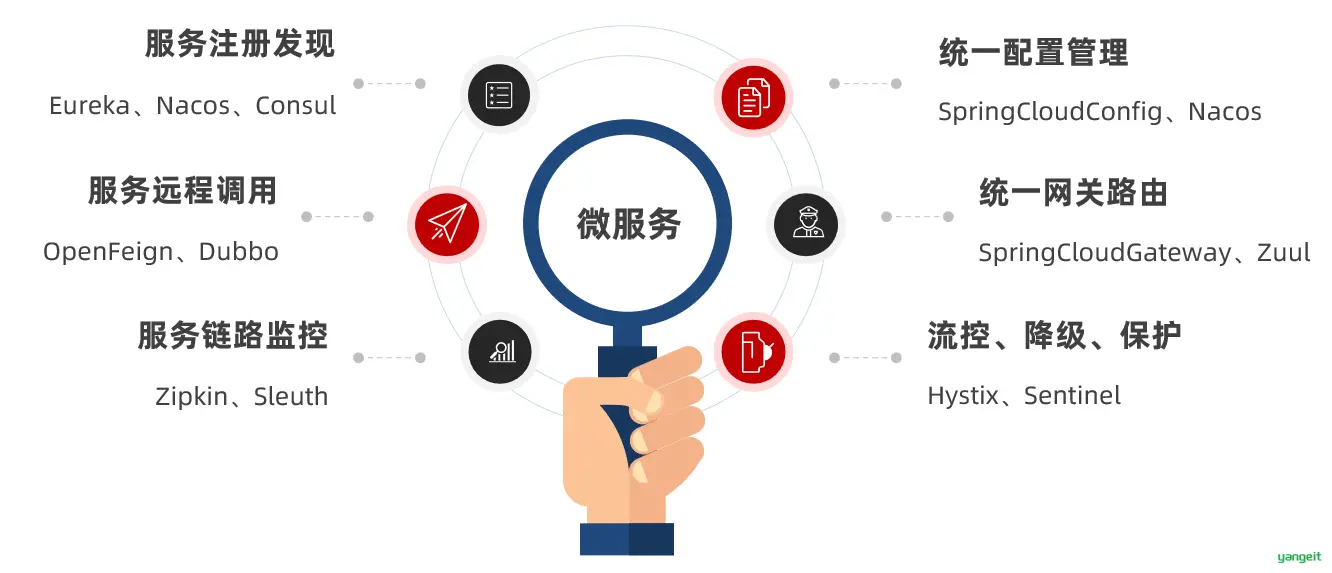 服务注册发现
Eureka、Nacos、Consul
服务远程调用
OpenFeign、Dubbo
服务链路监控
Zipkin、Sleuth
微服务
统一配置管理
SpringCloudConfig、Nacos
统一网关路由
SpringCloudGateway、Zuul
流控、降级、保护
Hystix、Sentinel
yangeit